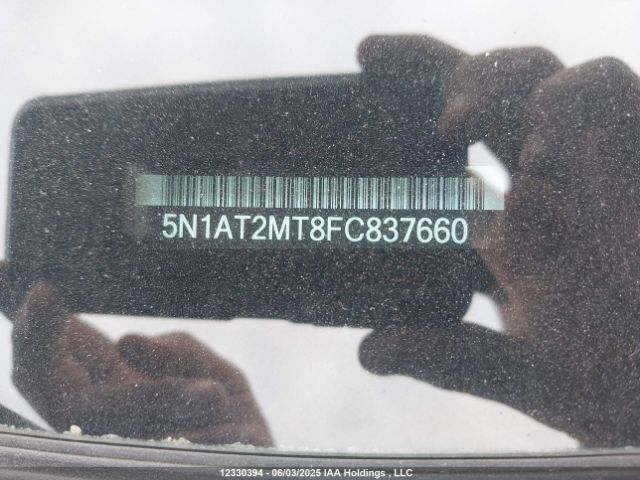 5N1AT2MT8FC837660
12330394 - 06/03/2025 IAA Holdings , LLC